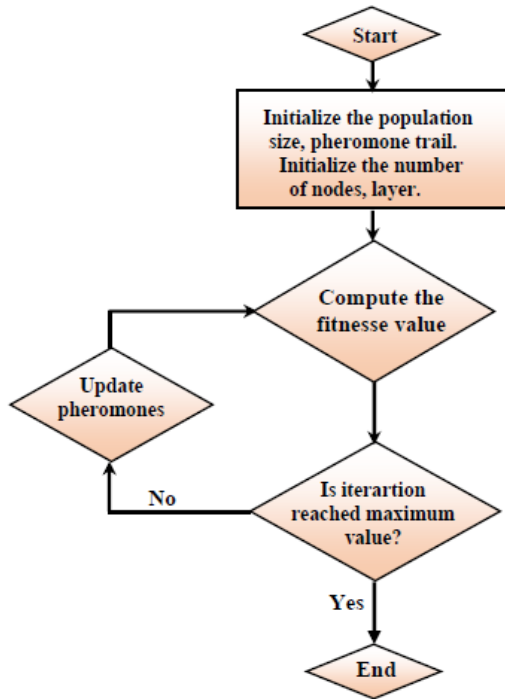 Start
Initialize the population
size, pheromone trail.
Initialize the number
of nodes, layer.
Compute the
fitnesse value
Update
pheromones
No
Is iterartion
reached maximum
value?
Yes
End